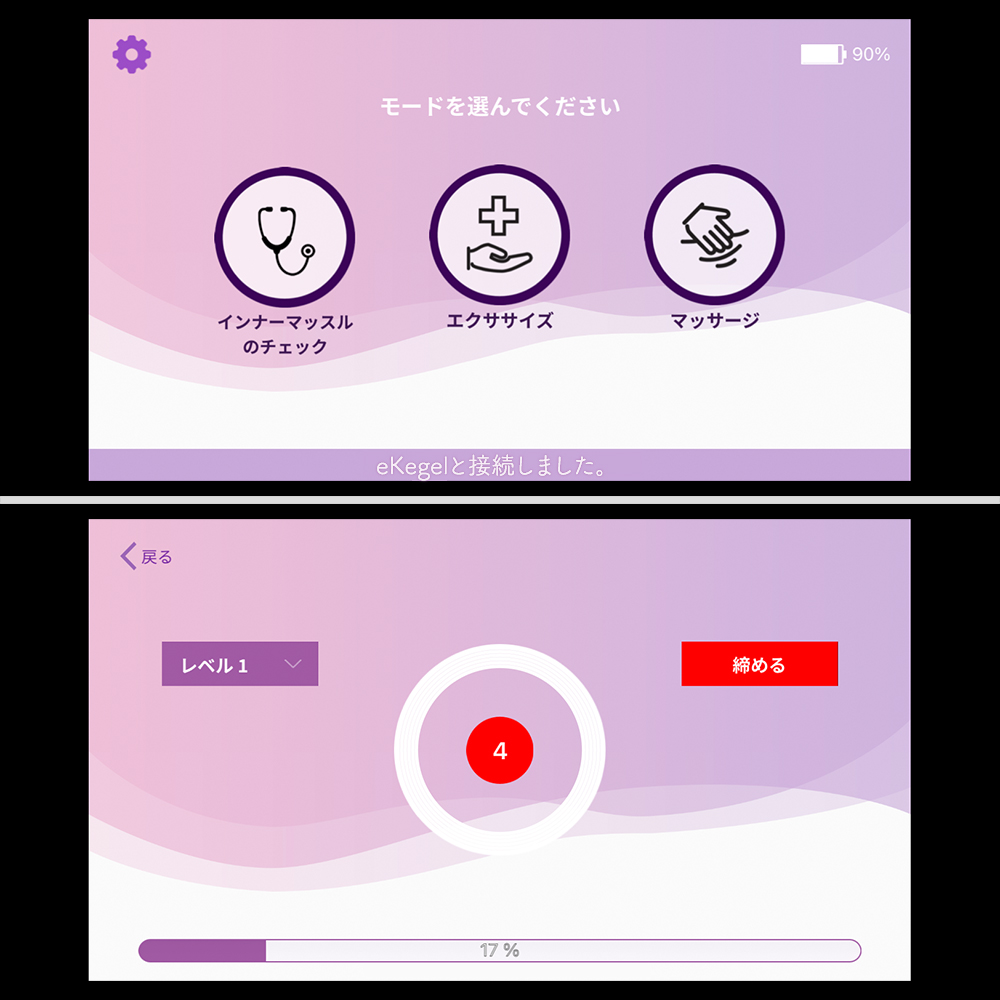 90%
モードを選んでください
インナーマッスル
のチェック
エクササイズ
マッサージ
eKegelと接続しました。
戻る
レベル 1
締める
4
17 %